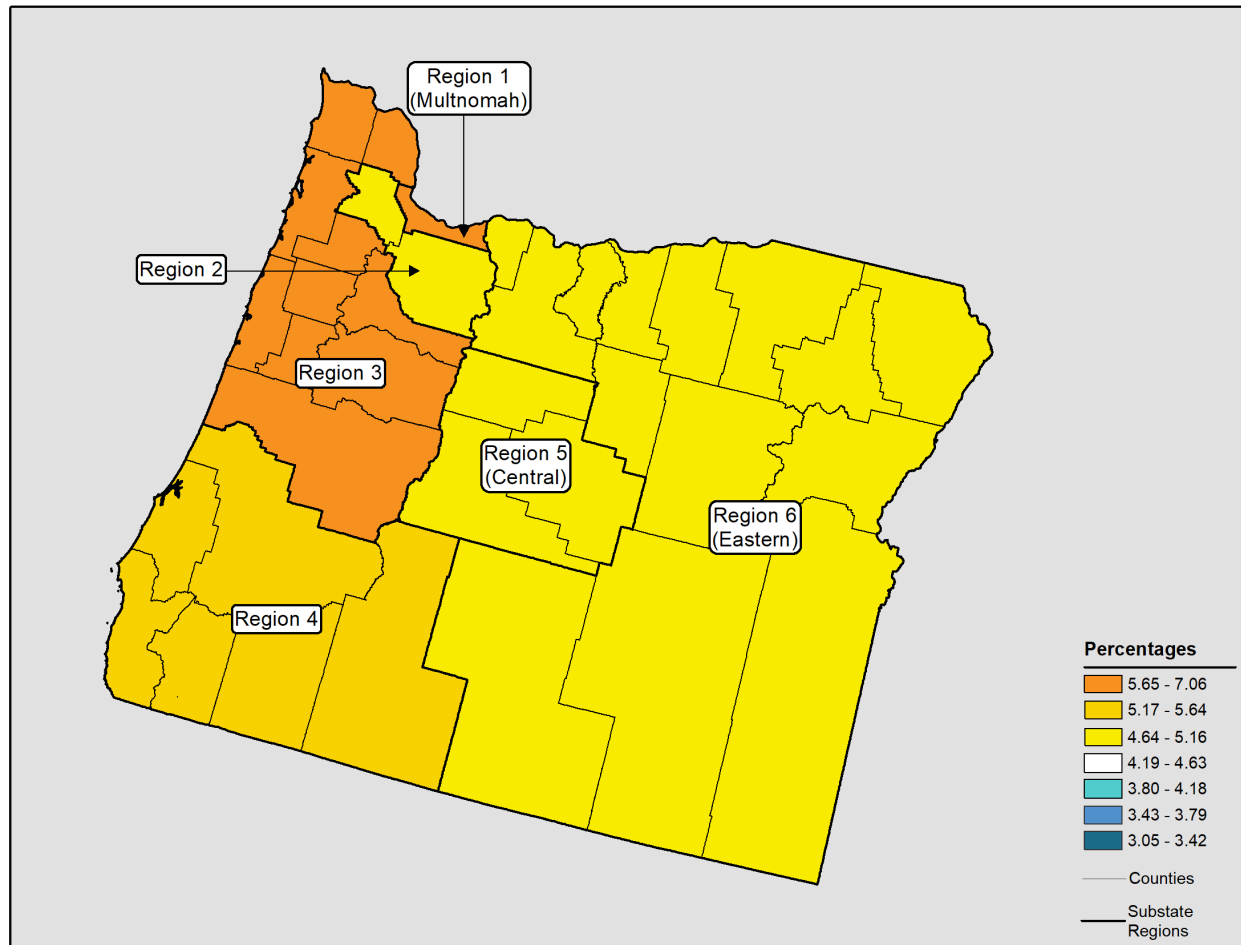 Region 1
(Multnomah)
Region 2
Region 3
Region 5
(Central)
Region 6
(Eastern)
Region 4
Percentages
5.65 - 7.06
5.17 - 5.64
4.64 - 5.16
4.19 - 4.63
3.80 - 4.18
3.43 - 3.79
3.05 - 3.42
Counties
Substate
Regions